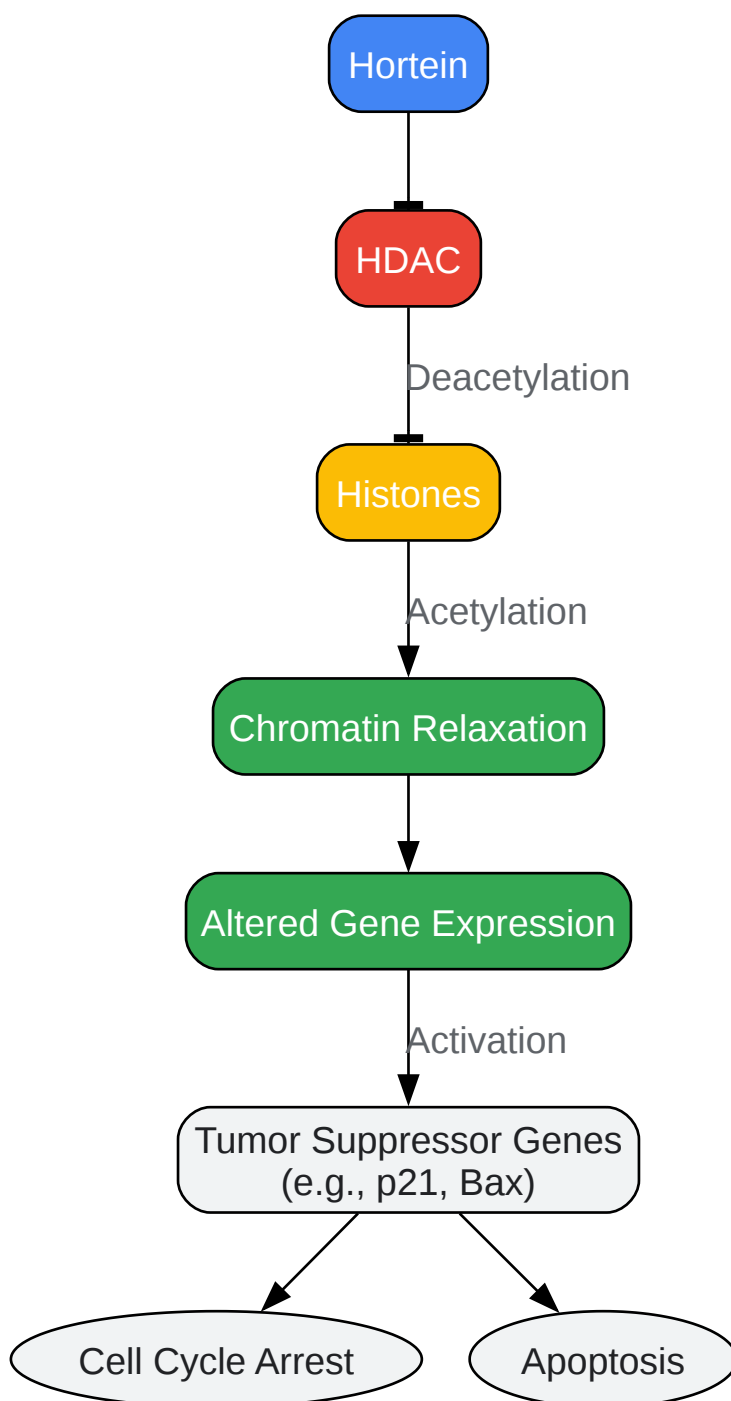 Hortein
HDAC
Deacetylation
Histones
Acetylation
Chromatin Relaxation
Altered Gene Expression
Activation
Tumor Suppressor Genes
(e.g., p21, Bax)
Cell Cycle Arrest
Apoptosis